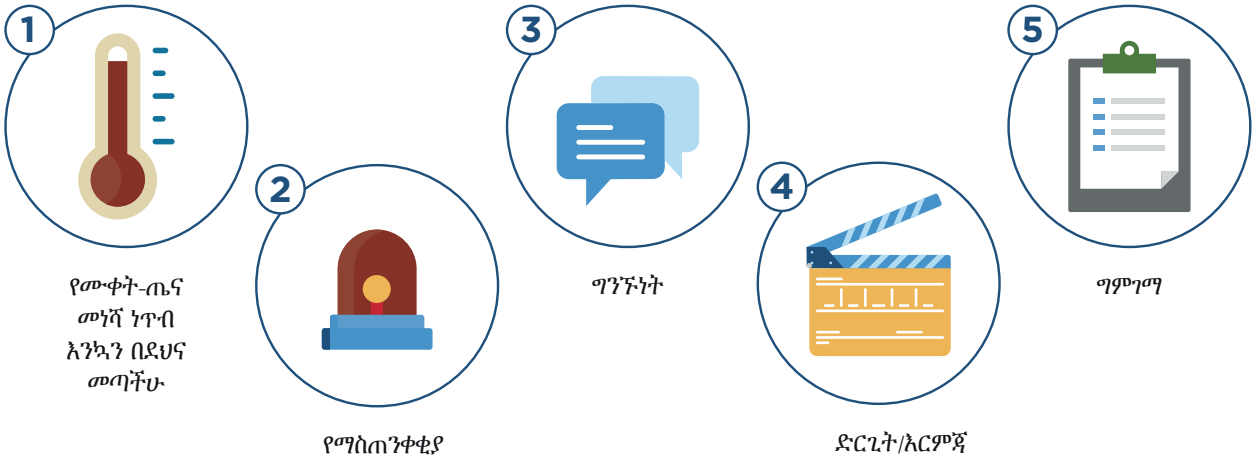 1
የሙቀት-ጤና
መነሻ ነጥብ
እንኳን በደህና
መጣችሁ
2
የማስጠንቀቂያ
3
ግንኙነት
4
ድርጊት/እርምጃ
5
ግምገማ